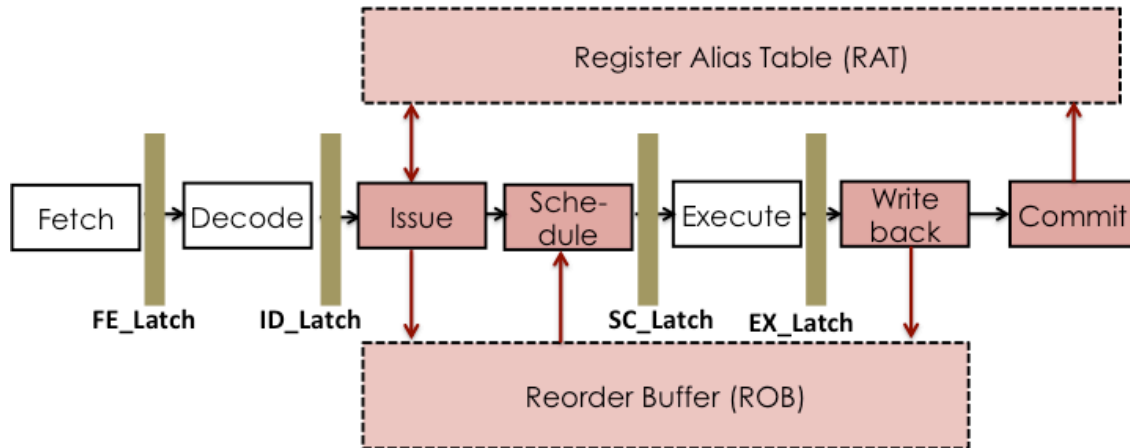 Register Alias Table (RAT)
Fetch
Decode
Issue
Sche-
dule
Execute
Write
back
Commit
FE_Latch
ID_Latch
SC_Latch
EX_Latch
Reorder Buffer (ROB)